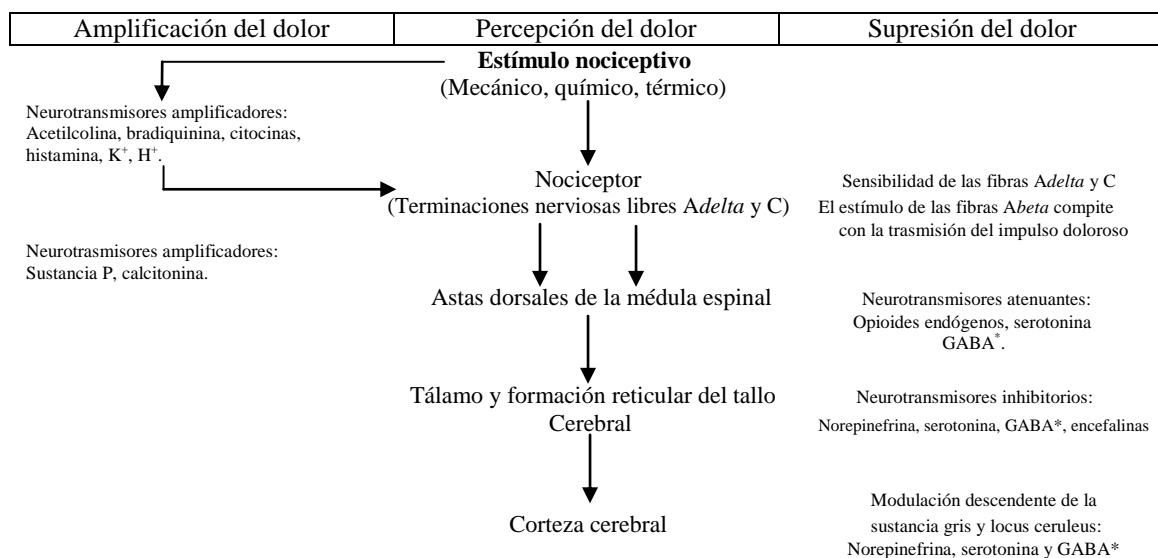 Amplificación del dolor
Percepción del dolor
Supresión del dolor
Estímulo nociceptivo
(Mecánico, químico, térmico)
Neurotransmisores amplificadores:
Acetilcolina, bradiquinina, citocinas,
histamina, K+, H+.
Nociceptor
(Terminaciones nerviosas libres Adelta y C)
Sensibilidad de las fibras Adelta y C
El estímulo de las fibras Abeta compite
con la trasmisión del impulso doloroso
Neurotrasmisores amplificadores:
Sustancia P, calcitonina.
Astas dorsales de la médula espinal
Neurotransmisores atenuantes:
Opioides endógenos, serotonina
GABA*.
Tálamo y formación reticular del tallo
Cerebral
Neurotransmisores inhibitorios:
Norepinefrina, serotonina, GABA*, encefalinas
Corteza cerebral
Modulación descendente de la
sustancia gris y locus ceruleus:
Norepinefrina, serotonina y GABA*